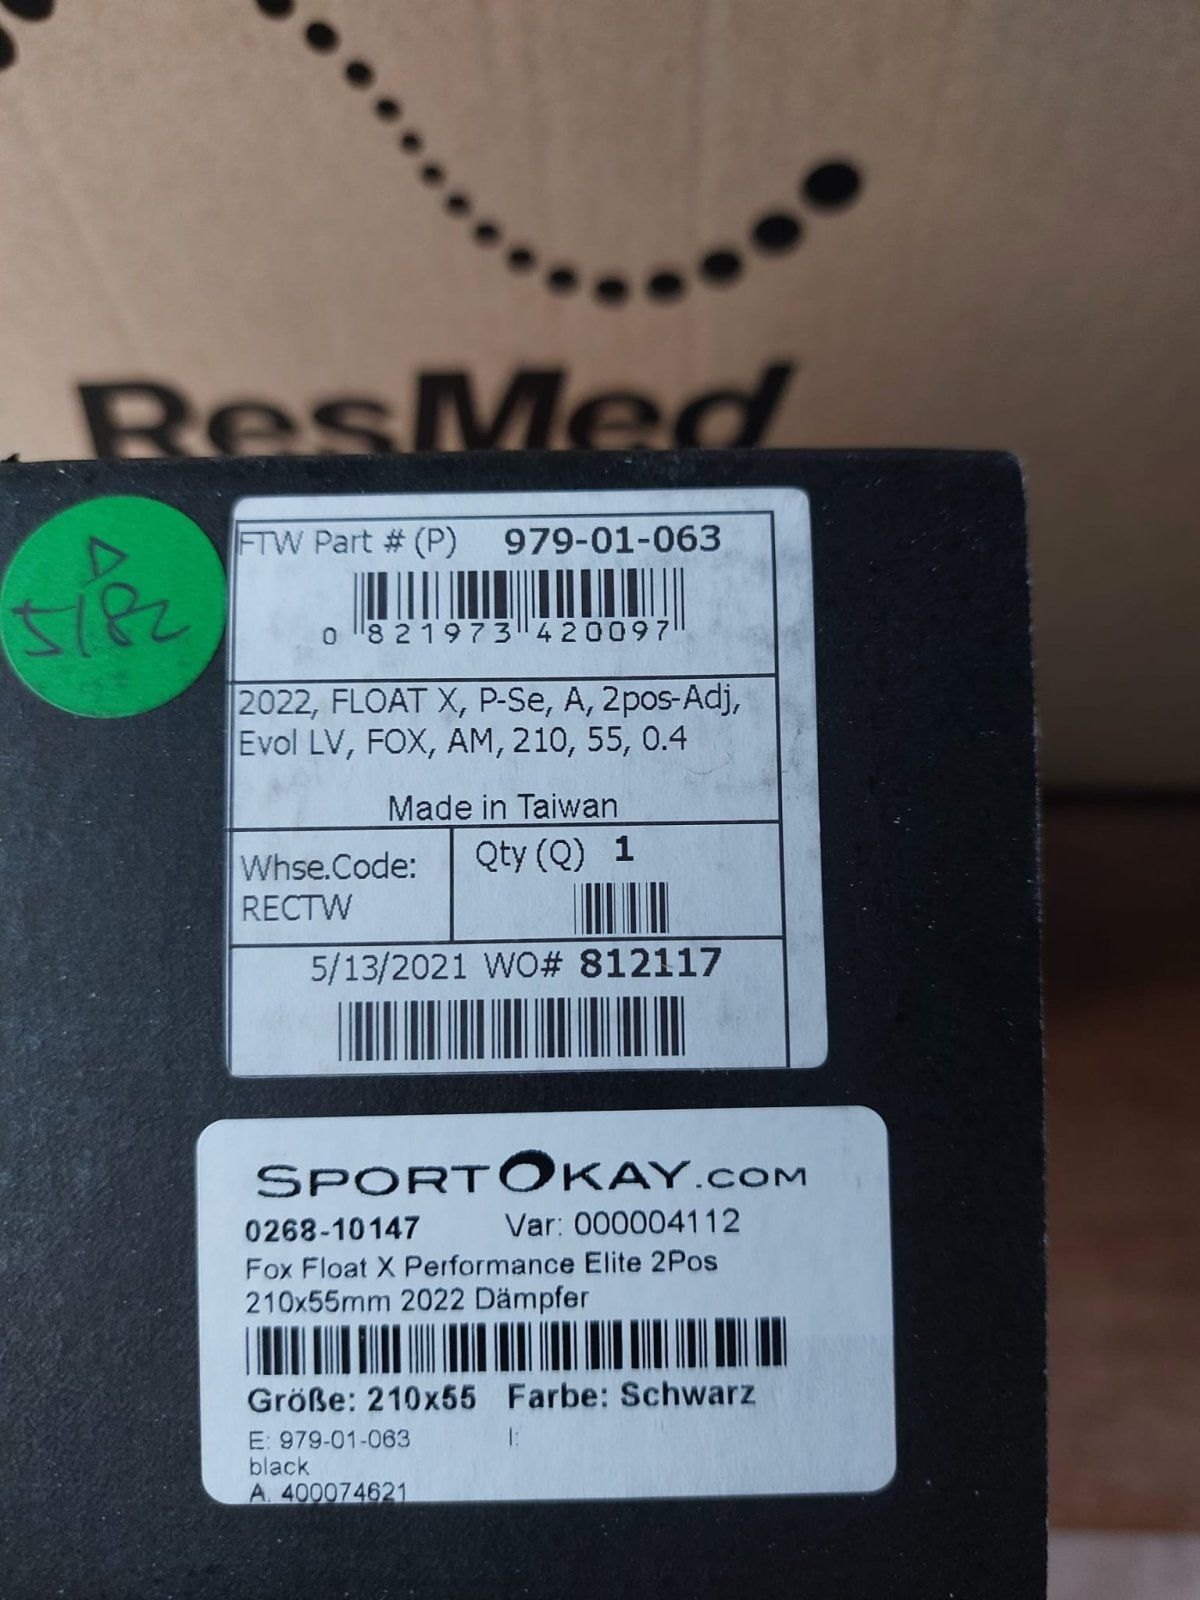 ResMed
5182
FTW Part # (P) 979-01-063
0 821973 420097
2022, FLOAT X, P-Se, A, 2pos-Adj,
Evol LV, FOX, AM, 210, 55, 0.4
Made in Taiwan
Whse.Code:
RECTW
Qty (Q) 1
5/13/2021 WO# 812117
SPORTOKAY.COM
0268-10147 Var: 000004112
Fox Float X Performance Elite 2Pos
210x55mm 2022 Dämpfer
Größe: 210x55 Farbe: Schwarz
E: 979-01-063 I:
black
A. 400074621